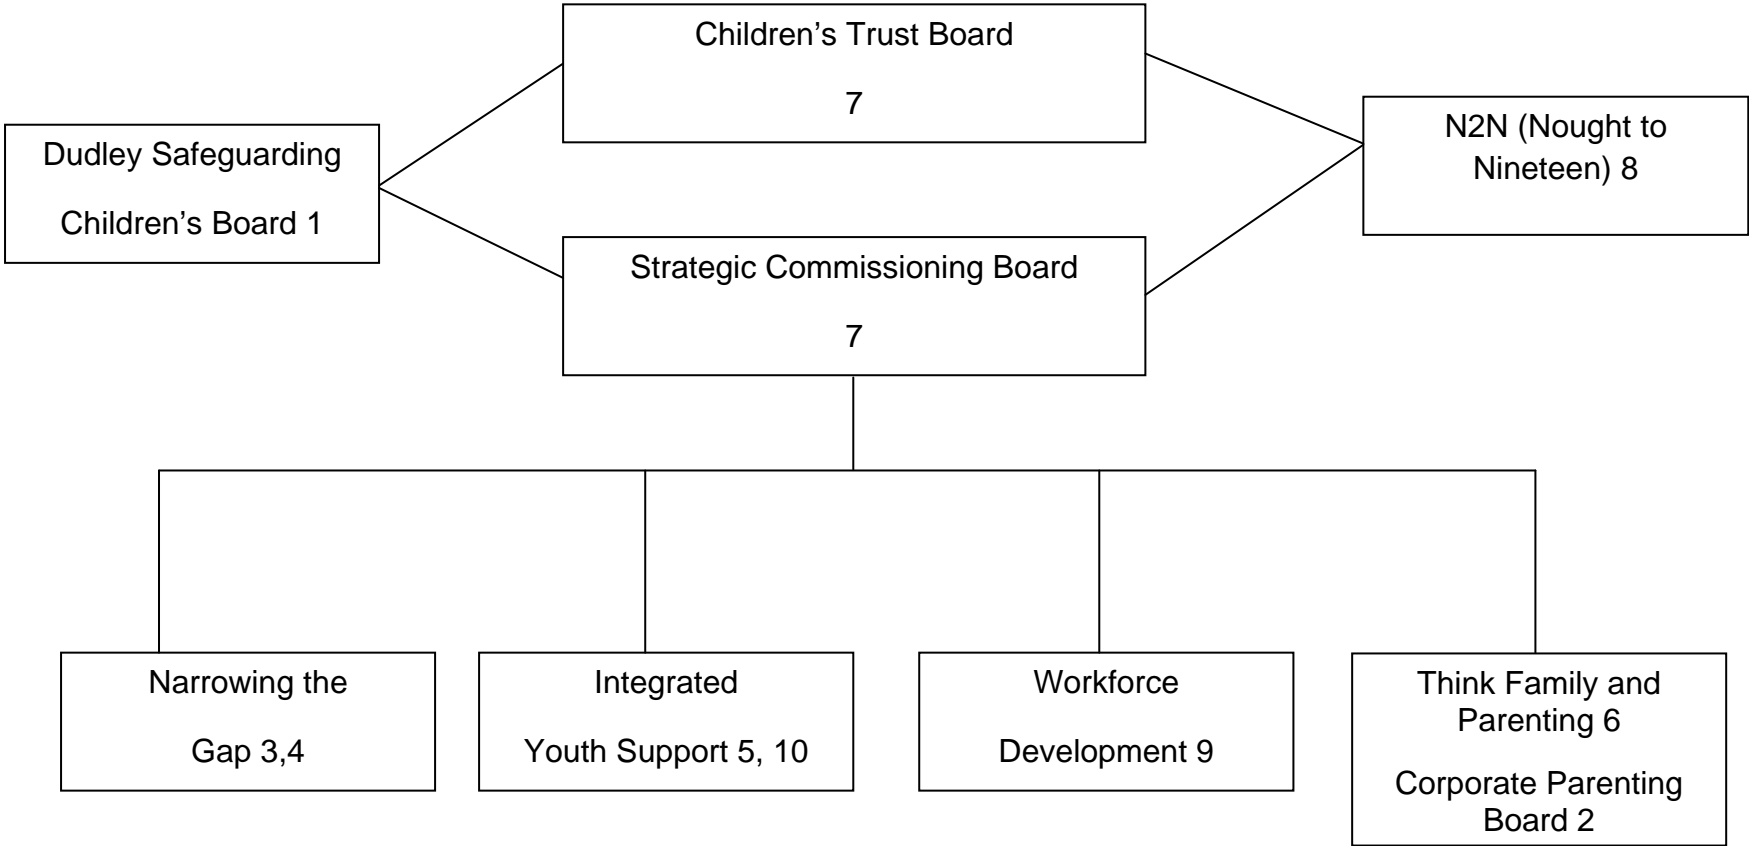 Children’s Trust Board
7
Dudley Safeguarding
Children’s Board 1
N2N (Nought to
Nineteen) 8
Strategic Commissioning Board
7
Narrowing the
Gap 3,4
Integrated
Youth Support 5, 10
Workforce
Development 9
Think Family and
Parenting 6
Corporate Parenting
Board 2